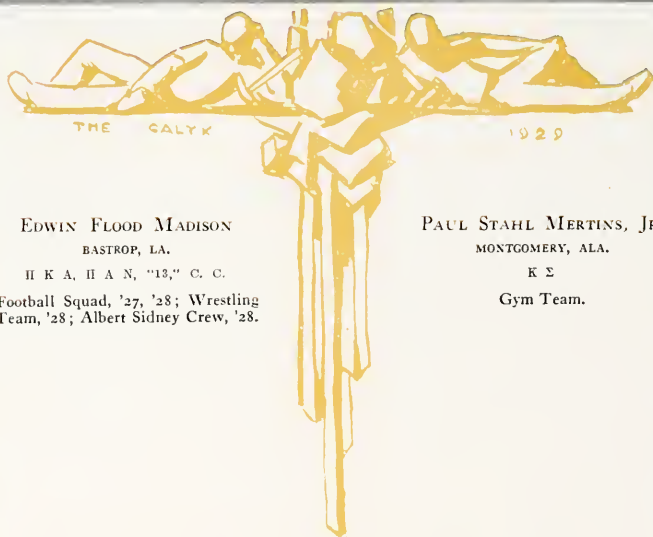 THE CALYX
1929
EDWIN FLOOD MADISON
BASTROP, LA.
Π K A, Π A N, "13," C. C.
Football Squad, '27, '28; Wrestling
Team, '28; Albert Sidney Crew, '28.
PAUL STAHL MERTINS, JR
MONTGOMERY, ALA.
K Σ
Gym Team.